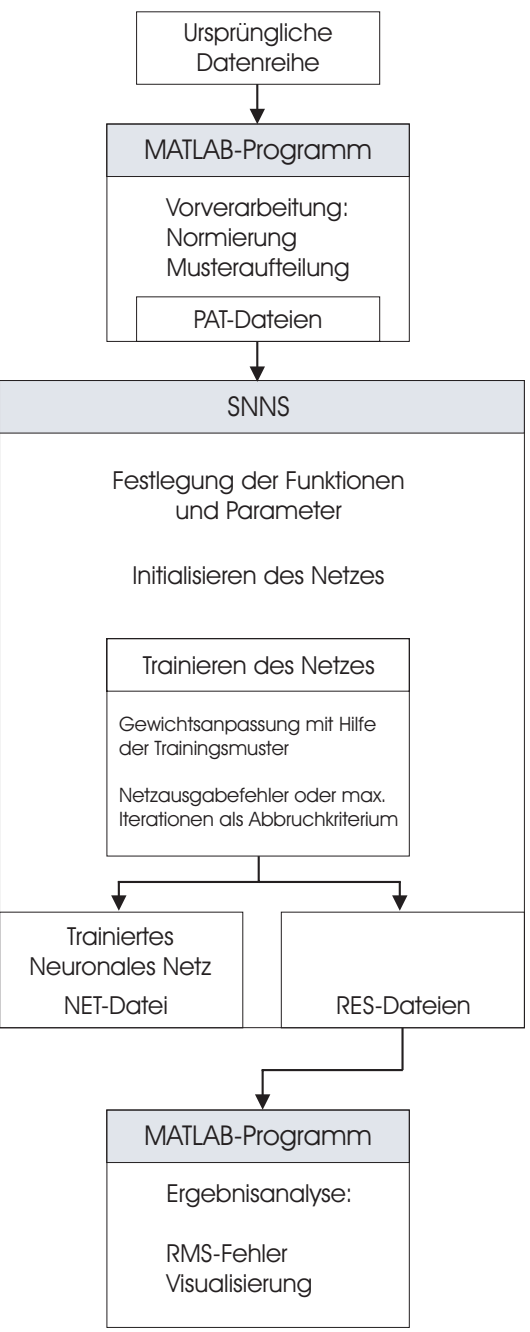 Ursprüngliche
Datenreihe
MATLAB-Programm
Vorverarbeitung:
Normierung
Musteraufteilung
PAT-Dateien
SNNS
Festlegung der Funktionen
und Parameter
Initialisieren des Netzes
Trainieren des Netzes
Gewichtsanpassung mit Hilfe
der Trainingsmuster
Netzausgabefehler oder max.
Iterationen als Abbruchkriterium
Trainiertes
Neuronales Netz
NET-Datei
RES-Dateien
MATLAB-Programm
Ergebnisanalyse:
RMS-Fehler
Visualisierung